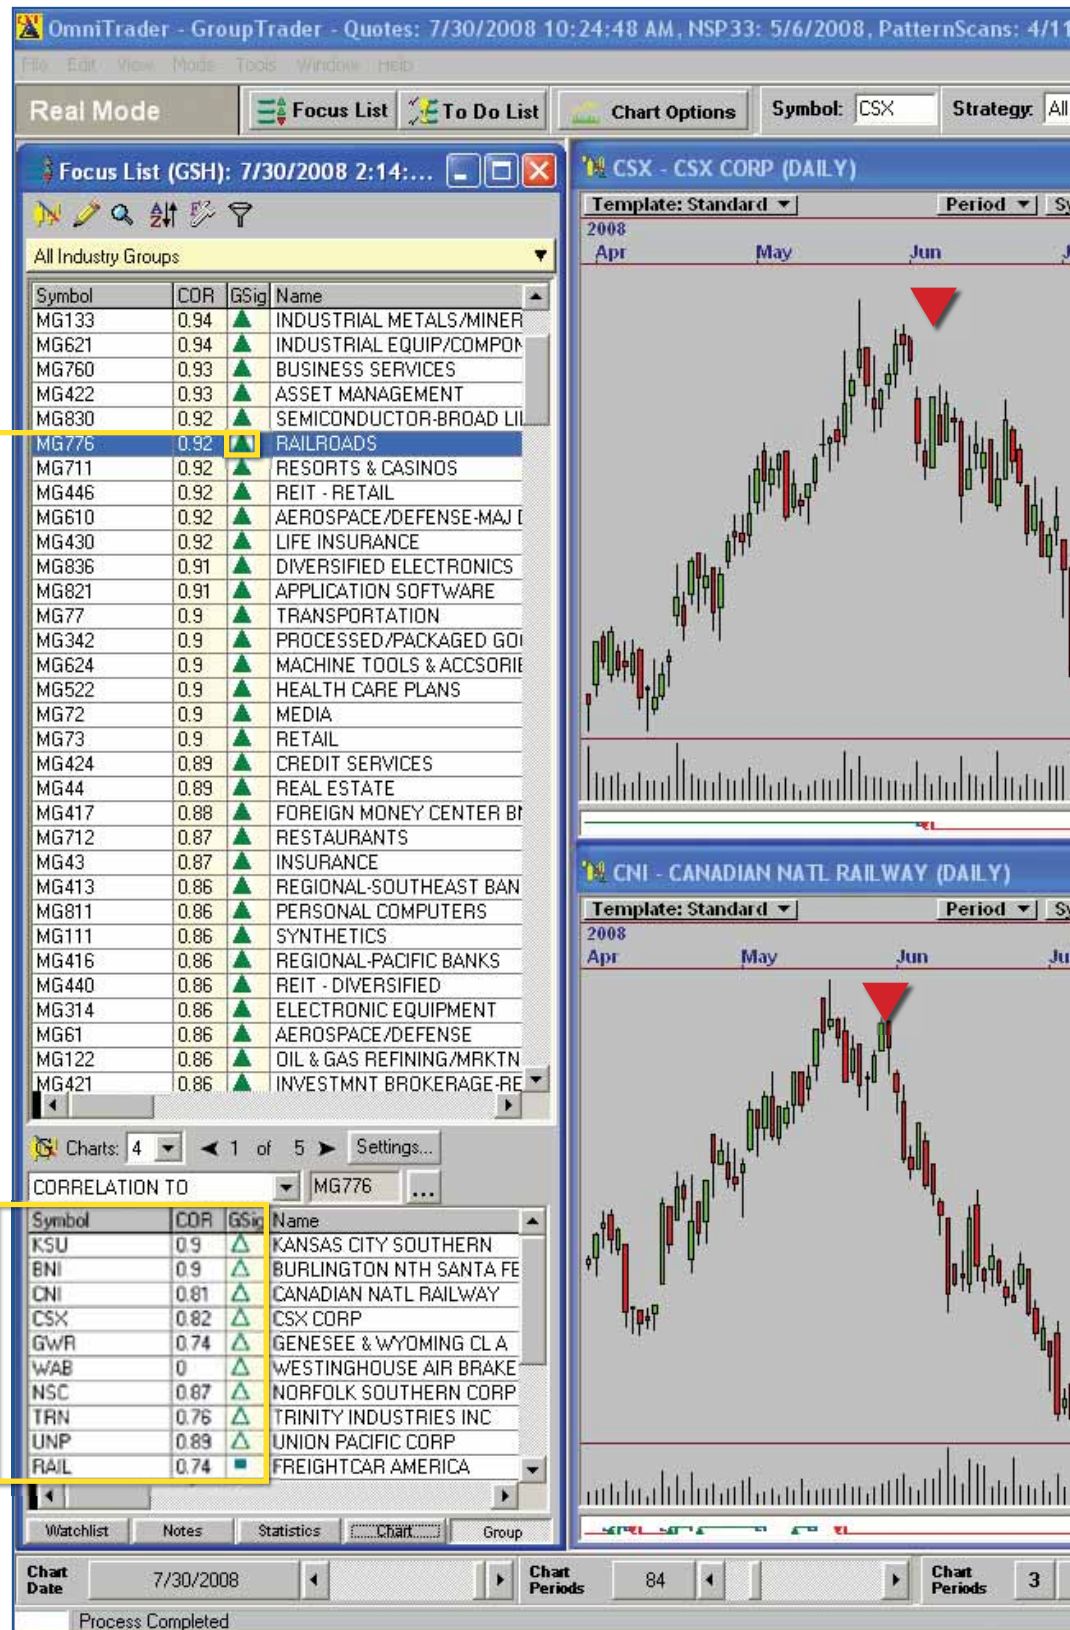 OmniTrader - GroupTrader - Quotes: 7/30/2008 10:24:48 AM, NSP33: 5/6/2008, PatternScans: 4/11
File Edit View Mode Tools Window Help
Real Mode Focus List To Do List Chart Options Symbol: CSX Strategy: All
Focus List (GSH): 7/30/2008 2:14:...
All Industry Groups
Symbol COR GSig Name
MG133 0.94 INDUSTRIAL METALS/MINER
MG621 0.94 INDUSTRIAL EQUIP/COMPON
MG760 0.93 BUSINESS SERVICES
MG422 0.93 ASSET MANAGEMENT
MG830 0.92 SEMICONDUCTOR-BROAD LI
MG776 0.92 RAILROADS
MG711 0.92 RESORTS & CASINOS
MG446 0.92 REIT - RETAIL
MG610 0.92 AEROSPACE/DEFENSE-MAJ
MG430 0.92 LIFE INSURANCE
MG836 0.91 DIVERSIFIED ELECTRONICS
MG821 0.91 APPLICATION SOFTWARE
MG77 0.9 TRANSPORTATION
MG342 0.9 PROCESSED/PACKAGED GO
MG624 0.9 MACHINE TOOLS & ACCSORIE
MG522 0.9 HEALTH CARE PLANS
MG72 0.9 MEDIA
MG73 0.9 RETAIL
MG424 0.89 CREDIT SERVICES
MG44 0.89 REAL ESTATE
MG417 0.88 FOREIGN MONEY CENTER B
MG712 0.87 RESTAURANTS
MG43 0.87 INSURANCE
MG413 0.86 REGIONAL-SOUTHEAST BAN
MG811 0.86 PERSONAL COMPUTERS
MG111 0.86 SYNTHETICS
MG416 0.86 REGIONAL-PACIFIC BANKS
MG440 0.86 REIT - DIVERSIFIED
MG314 0.86 ELECTRONIC EQUIPMENT
MG61 0.86 AEROSPACE/DEFENSE
MG122 0.86 OIL & GAS REFINING/MRKTN
MG421 0.86 INVESTMNT BROKERAGE-RE
Charts: 4 1 of 5 Settings...
CORRELATION TO MG776 ...
Symbol COR GSig Name
KSU 0.9 KANSAS CITY SOUTHERN
BNI 0.9 BURLINGTON NTH SANTA FE
CNI 0.81 CANADIAN NATL RAILWAY
CSX 0.82 CSX CORP
GWR 0.74 GENESEE & WYOMING CL A
WAB 0 WESTINGHOUSE AIR BRAKE
NSC 0.87 NORFOLK SOUTHERN CORP
TRN 0.76 TRINITY INDUSTRIES INC
UNP 0.89 UNION PACIFIC CORP
RAIL 0.74 FREIGHTCAR AMERICA
Watchlist Notes Statistics Chart Group
CSX - CSX CORP (DAILY)
Template: Standard Period Sy
2008
Apr May Jun J
CNI - CANADIAN NATL RAILWAY (DAILY)
Template: Standard Period Sy
2008
Apr May Jun Ju
Chart Date 7/30/2008 Chart Periods 84 Chart Periods 3
Process Completed